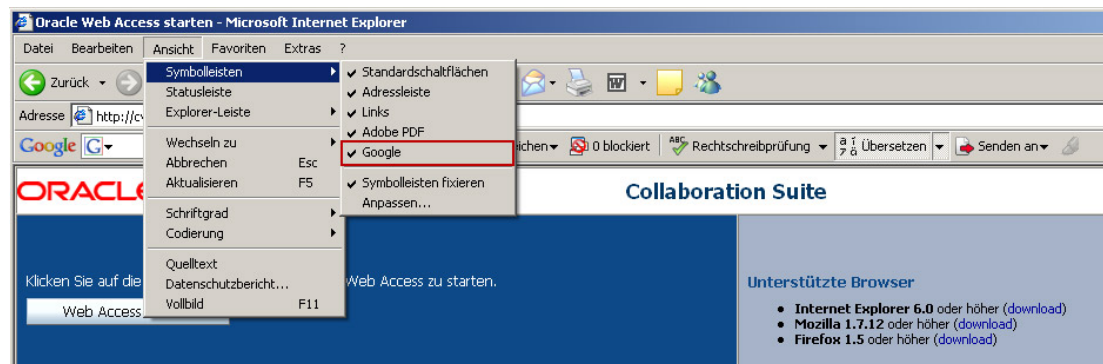 Oracle Web Access starten - Microsoft Internet Explorer
Datei Bearbeiten Ansicht Favoriten Extras ?
Zurück
Adresse http://c
Google G
0 blockiert Rechtschreibprüfung Übersetzen Senden an
Symbolleisten
Statusleiste
Explorer-Leiste
Wechseln zu
Abbrechen Esc
Aktualisieren F5
Schriftgrad
Codierung
Quelltext
Datenschutzbericht...
Vollbild F11
Standardschaltflächen
Adressleiste
Links
Adobe PDF
Google
Symbolleisten fixieren
Anpassen...
ORACLE
Collaboration Suite
Klicken Sie auf die
Web Access zu starten.
Web Access
Unterstützte Browser
Internet Explorer 6.0 oder höher (download)
Mozilla 1.7.12 oder höher (download)
Firefox 1.5 oder höher (download)